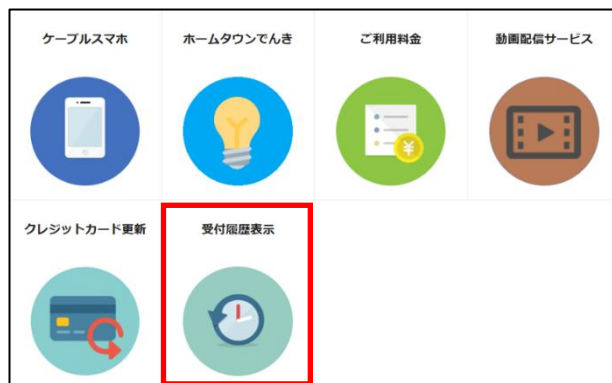 ケーブルスマホ
ホームタウンでんき
ご利用料金
動画配信サービス
¥
クレジットカード更新
受付履歴表示